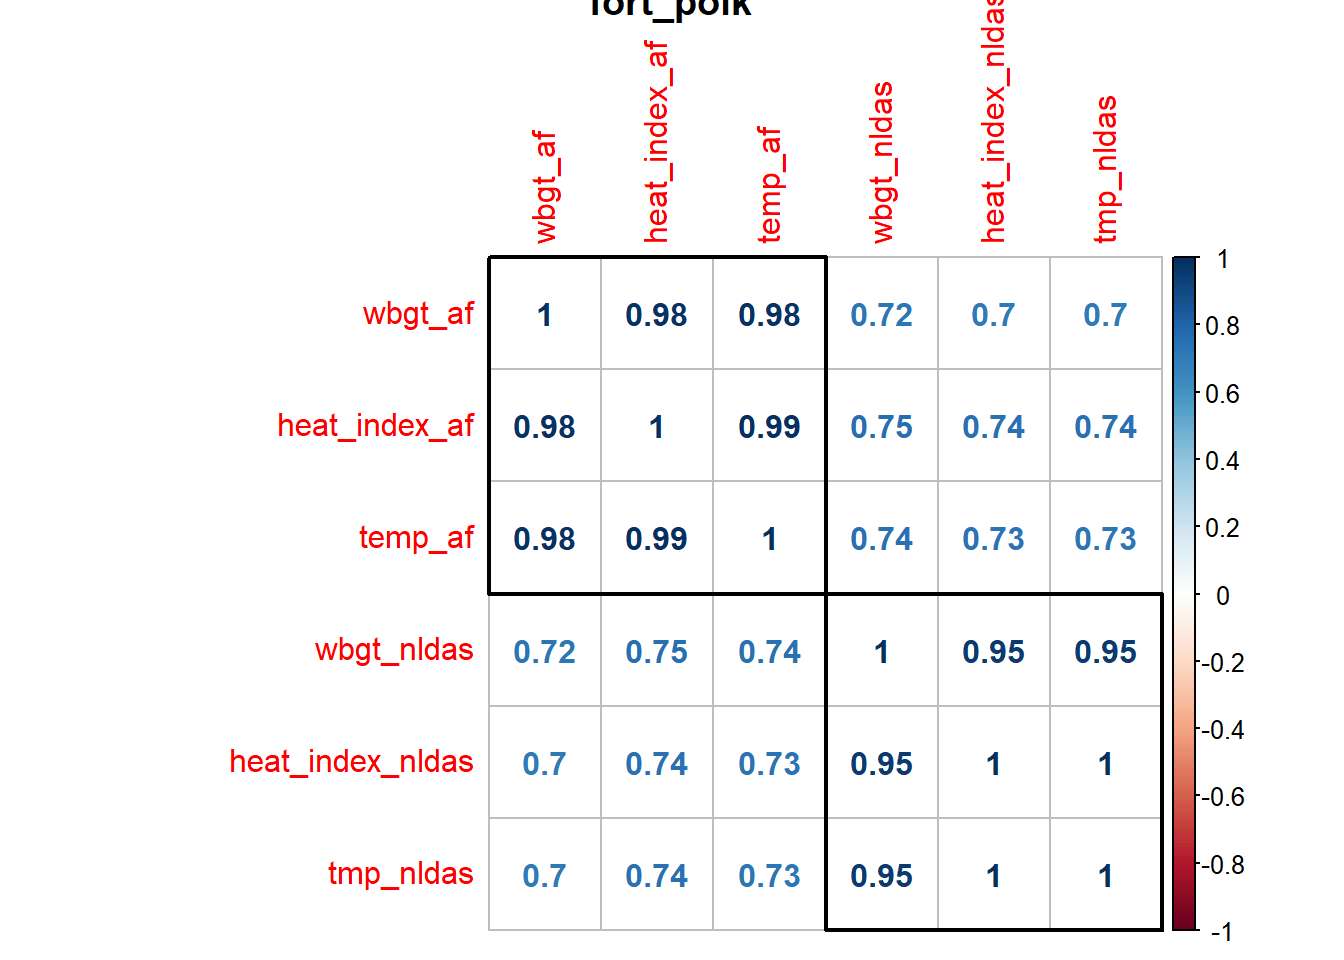 fort_polk
wbgt_af heat_index_af temp_af wbgt_nldas heat_index_nldas tmp_nldas
wbgt_af 1 0.98 0.98 0.72 0.7 0.7
heat_index_af 0.98 1 0.99 0.75 0.74 0.74
temp_af 0.98 0.99 1 0.74 0.73 0.73
wbgt_nldas 0.72 0.75 0.74 1 0.95 0.95
heat_index_nldas 0.7 0.74 0.73 0.95 1 1
tmp_nldas 0.7 0.74 0.73 0.95 1 1
1
0.8
0.6
0.4
0.2
0
-0.2
-0.4
-0.6
-0.8
-1